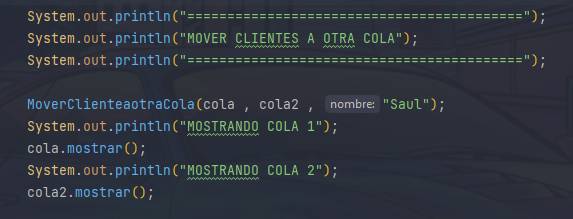 System.out.println("==========================================");
System.out.println("MOVER CLIENTES A OTRA COLA");
System.out.println("==========================================");
MoverClienteaotraCola(cola , cola2 , nombre: "Saul");
System.out.println("MOSTRANDO COLA 1");
cola.mostrar();
System.out.println("MOSTRANDO COLA 2");
cola2.mostrar();